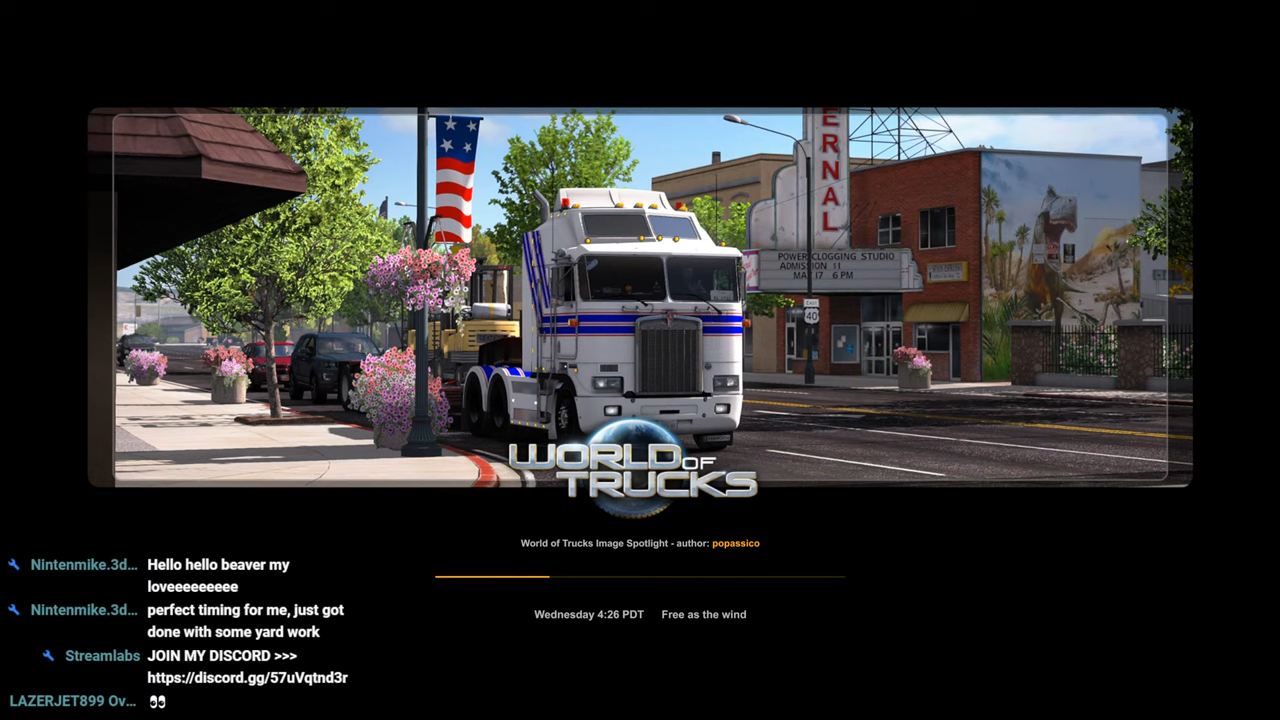 ERNAL
POWER CLOGGING STUDIO
ADMISSION 11
MAY 17 6 PM
EAST
40
WORLD OF
TRUCKS
World of Trucks Image Spotlight - author: popassico
Wednesday 4:26 PDT Free as the wind
Nintenmike.3d... Hello hello beaver my
loveeeeeeeee
Nintenmike.3d... perfect timing for me, just got
done with some yard work
Streamlabs JOIN MY DISCORD >>>
https://discord.gg/57uVqtnd3r
LAZERJET899 Ov... 👀